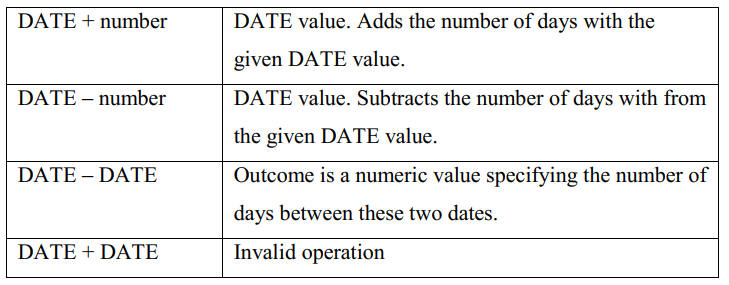 DATE + number
DATE value. Adds the number of days with the
given DATE value.
DATE – number
DATE value. Subtracts the number of days with from
the given DATE value.
DATE – DATE
Outcome is a numeric value specifying the number of
days between these two dates.
DATE + DATE
Invalid operation